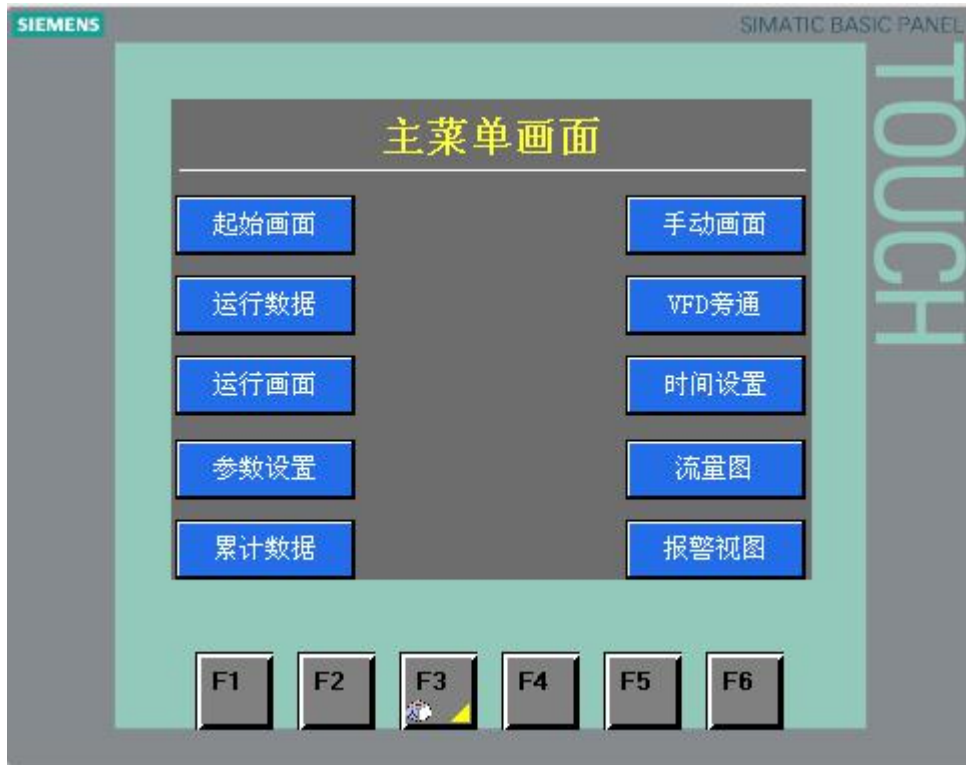 SIEMENS
SIMATIC BASIC PANEL
TOUCH
主菜单画面
起始画面
手动画面
运行数据
VFD旁通
运行画面
时间设置
参数设置
流量图
累计数据
报警视图
F1
F2
F3
F4
F5
F6